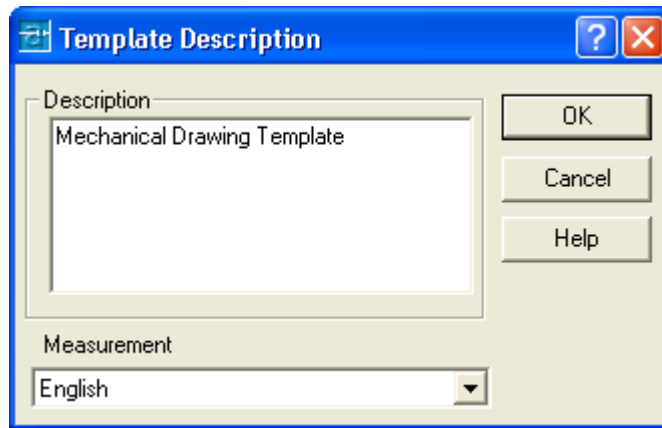 Template Description
Description
Mechanical Drawing Template
OK
Cancel
Help
Measurement
English